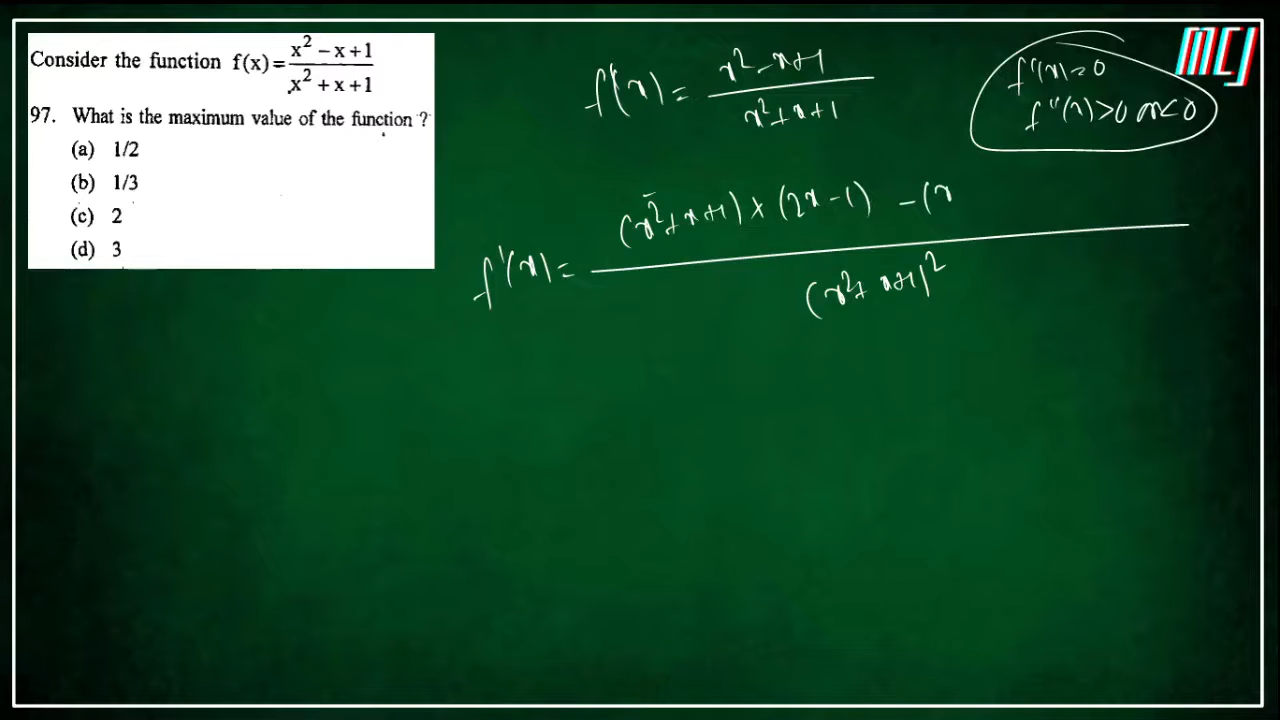 Consider the function f(x) = x² − x + 1 / x² + x + 1
97. What is the maximum value of the function ?
(a) 1/2
(b) 1/3
(c) 2
(d) 3
f'(x) = x² − x + 1 / x² + x + 1
f'(x) = 0
f''(x) > 0 or < 0
MCJ
f'(x) = (x² + x + 1) × (2x − 1) − (x / (x² + x + 1)²